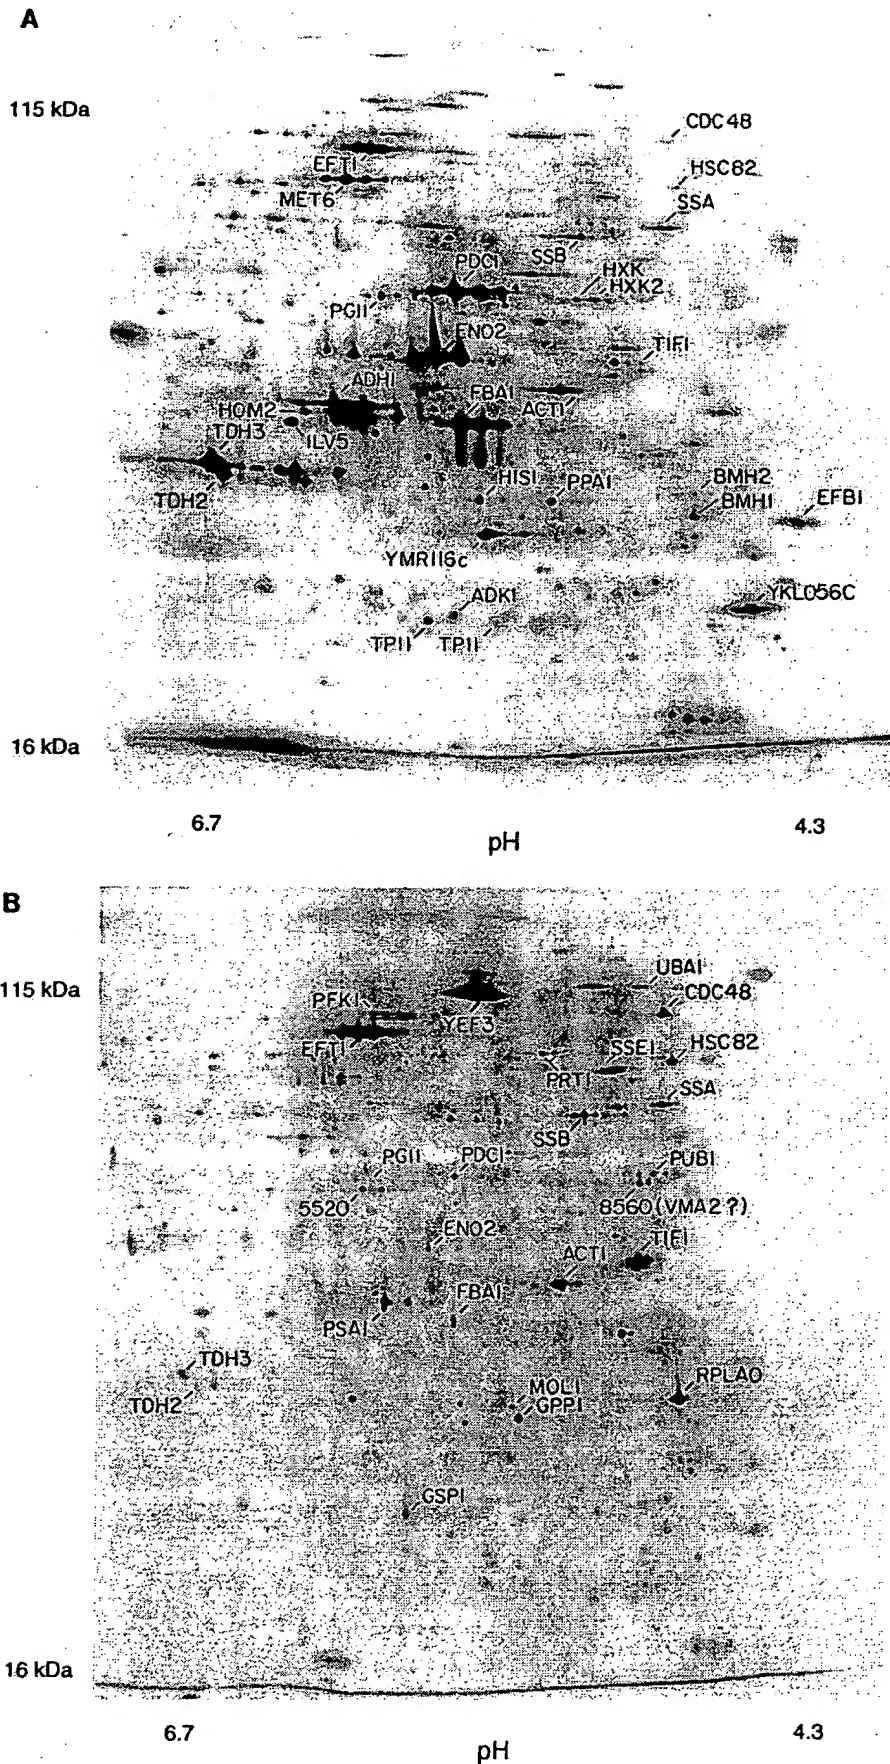 A
115 kDa
CDC48
EFT1
HSC82
MET6
SSA
SSB
PDC1
HXK
HXK2
PGI1
ENO2
TIF1
ADH1
FBA1
HOM2
ACT1
TDH3
ILV5
HIS1
PPA1
BMH2
BMH1
EFB1
TDH2
YMR116c
YKL056C
ADK1
TPI1
TPI1
16 kDa
6.7
4.3
pH
B
UBA1
115 kDa
CDC48
PFK1
YEF3
EFT1
SSE1
HSC82
PRT1
SSA
SSB
PGI1
PDC1
PUB1
5520
8560(VMA2?)
ENO2
TIF1
ACT1
FBA1
PSA1
TDH3
RPLA0
MOL1
TDH2
GPP1
GSP1
16 kDa
6.7
4.3
pH